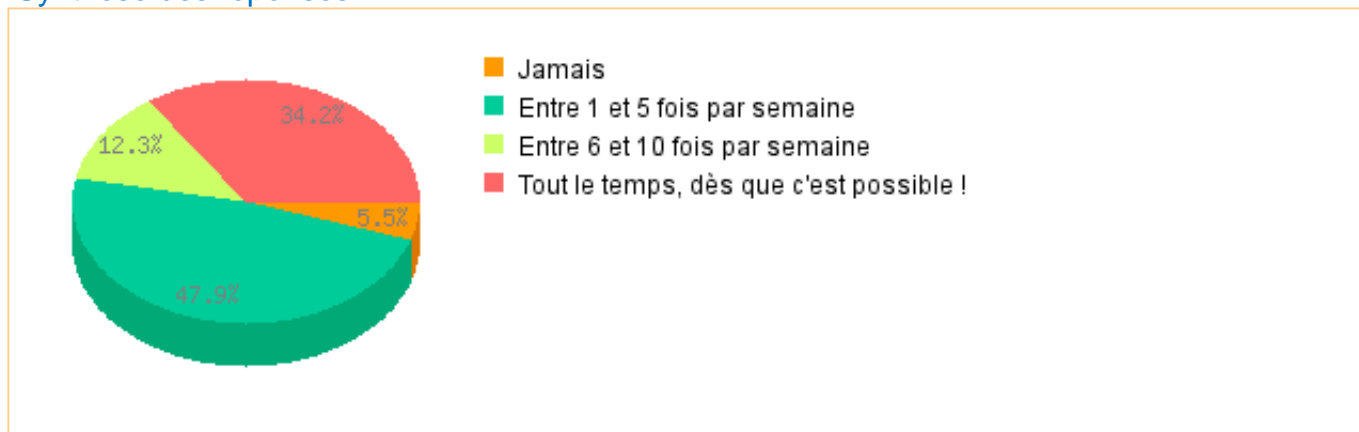 Jamais
Entre 1 et 5 fois par semaine
Entre 6 et 10 fois par semaine
Tout le temps, dès que c'est possible !
34.2%
12.3%
5.5%
47.9%